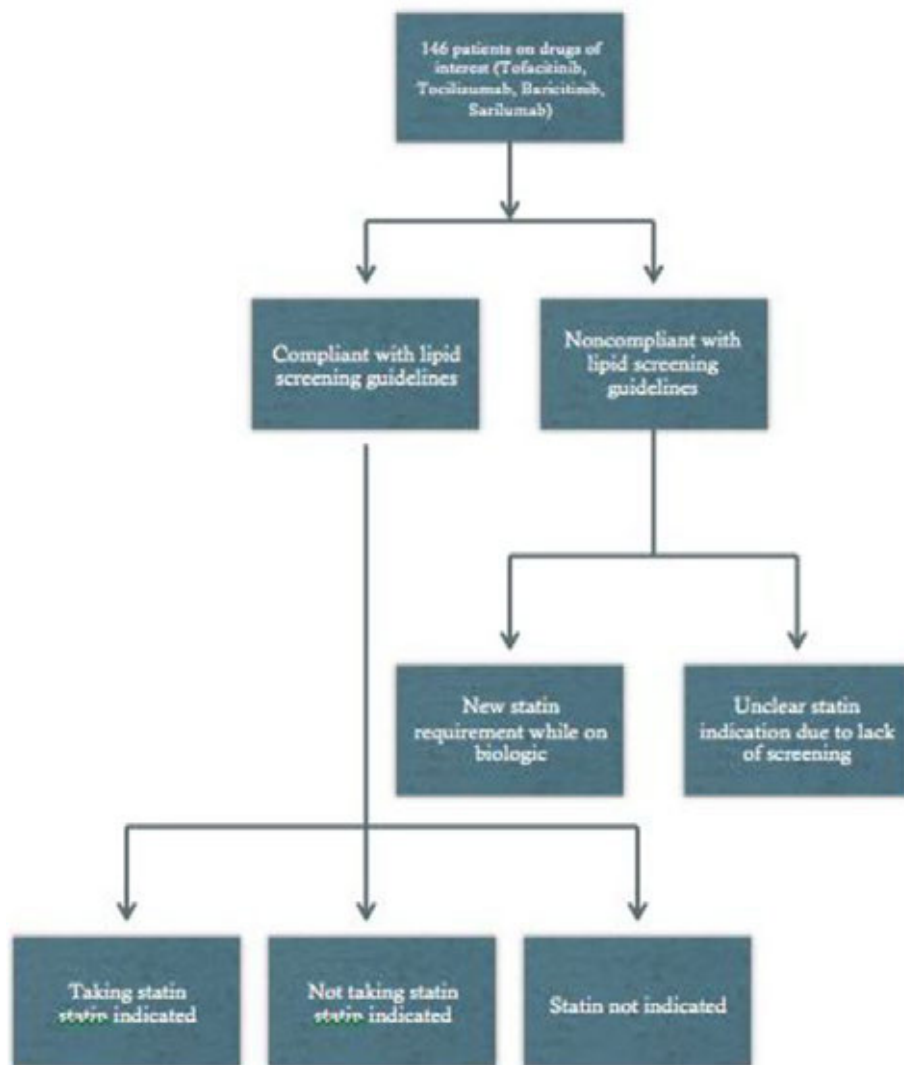 146 patients on drugs of
interest (Tofacitinib,
Tocilizumab, Baricitinib,
Sarilumab)
Compliant with lipid
screening guidelines
Noncompliant with
lipid screening
guidelines
New statin
requirement while on
biologic
Unclear statin
indication due to lack
of screening
Taking statin
statin indicated
Not taking statin
statin indicated
Statin not indicated